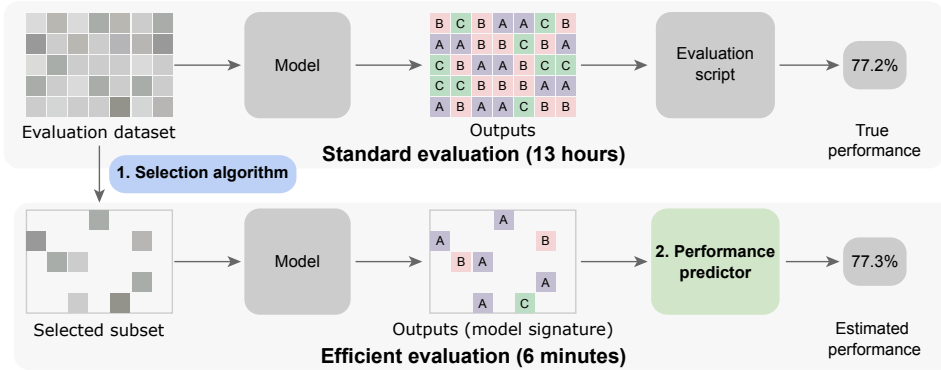 B C B A A C B
A A B B C B A
C B A A B C C
C C B B B A A
A B A A C B B
Model
Evaluation
script
77.2%
Evaluation dataset
Outputs
True
performance
Standard evaluation (13 hours)
1. Selection algorithm
A
A B
B A
A
A C
Model
2. Performance
predictor
77.3%
Selected subset
Outputs (model signature)
Estimated
performance
Efficient evaluation (6 minutes)